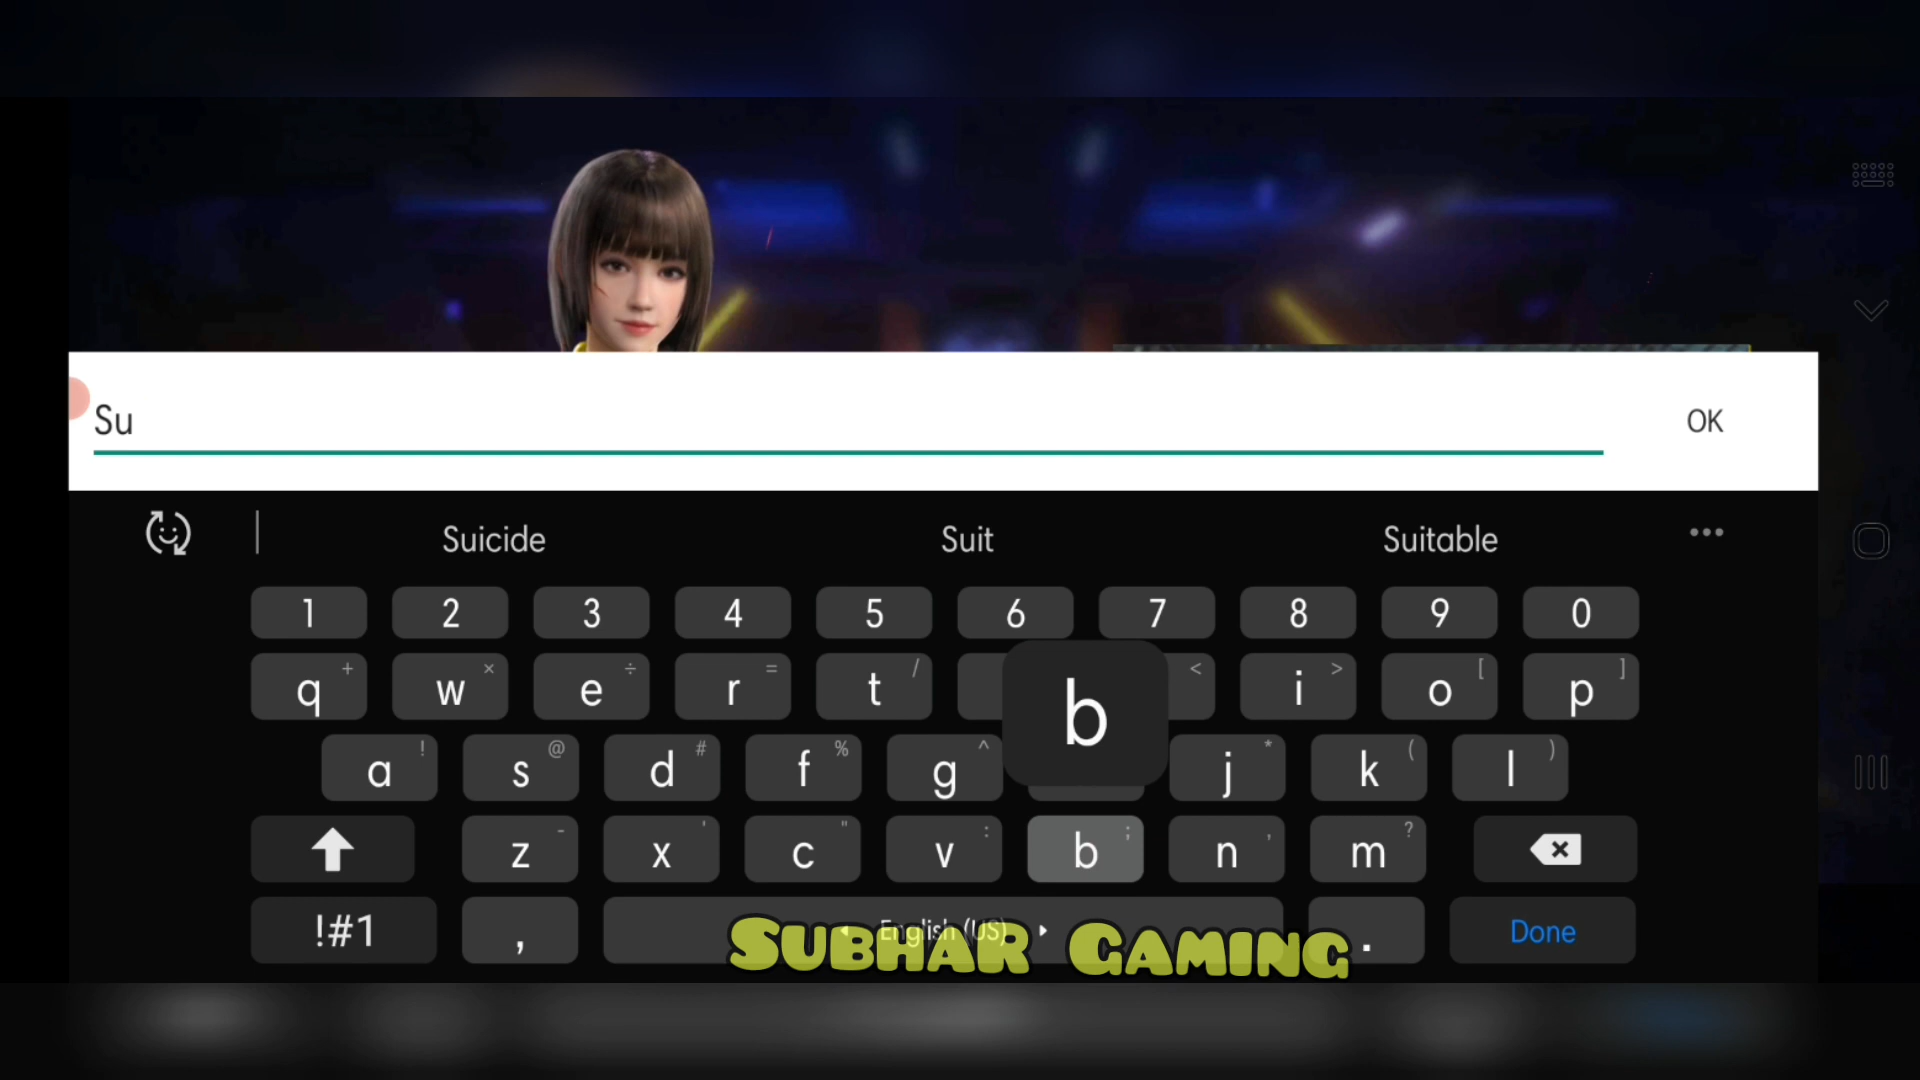 Su
OK
Suicide Suit Suitable
1 2 3 4 5 6 7 8 9 0
q + w × e ÷ r = t / < i > o [ p ]
b
a ! s @ d # f % g ^ j * k ( l )
z - x ' c " v : b ; n , m ?
!#1 , English (US) . Done
SUBHAR GAMING